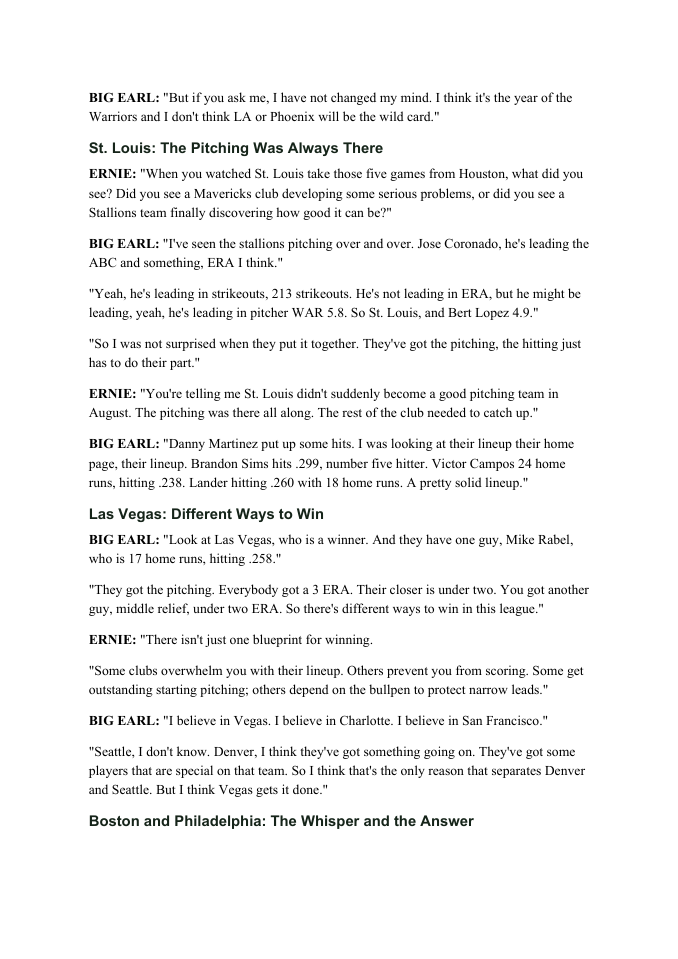 BIG EARL: "But if you ask me, I have not changed my mind. I think it's the year of the
Warriors and I don't think LA or Phoenix will be the wild card."
St. Louis: The Pitching Was Always There
ERNIE: "When you watched St. Louis take those five games from Houston, what did you
see? Did you see a Mavericks club developing some serious problems, or did you see a
Stallions team finally discovering how good it can be?"
BIG EARL: "I've seen the stallions pitching over and over. Jose Coronado, he's leading the
ABC and something, ERA I think."
"Yeah, he's leading in strikeouts, 213 strikeouts. He's not leading in ERA, but he might be
leading, yeah, he's leading in pitcher WAR 5.8. So St. Louis, and Bert Lopez 4.9."
"So I was not surprised when they put it together. They've got the pitching, the hitting just
has to do their part."
ERNIE: "You're telling me St. Louis didn't suddenly become a good pitching team in
August. The pitching was there all along. The rest of the club needed to catch up."
BIG EARL: "Danny Martinez put up some hits. I was looking at their lineup their home
page, their lineup. Brandon Sims hits .299, number five hitter. Victor Campos 24 home
runs, hitting .238. Lander hitting .260 with 18 home runs. A pretty solid lineup."
Las Vegas: Different Ways to Win
BIG EARL: "Look at Las Vegas, who is a winner. And they have one guy, Mike Rabel,
who is 17 home runs, hitting .258."
"They got the pitching. Everybody got a 3 ERA. Their closer is under two. You got another
guy, middle relief, under two ERA. So there's different ways to win in this league."
ERNIE: "There isn't just one blueprint for winning.
"Some clubs overwhelm you with their lineup. Others prevent you from scoring. Some get
outstanding starting pitching; others depend on the bullpen to protect narrow leads."
BIG EARL: "I believe in Vegas. I believe in Charlotte. I believe in San Francisco."
"Seattle, I don't know. Denver, I think they've got something going on. They've got some
players that are special on that team. So I think that's the only reason that separates Denver
and Seattle. But I think Vegas gets it done."
Boston and Philadelphia: The Whisper and the Answer